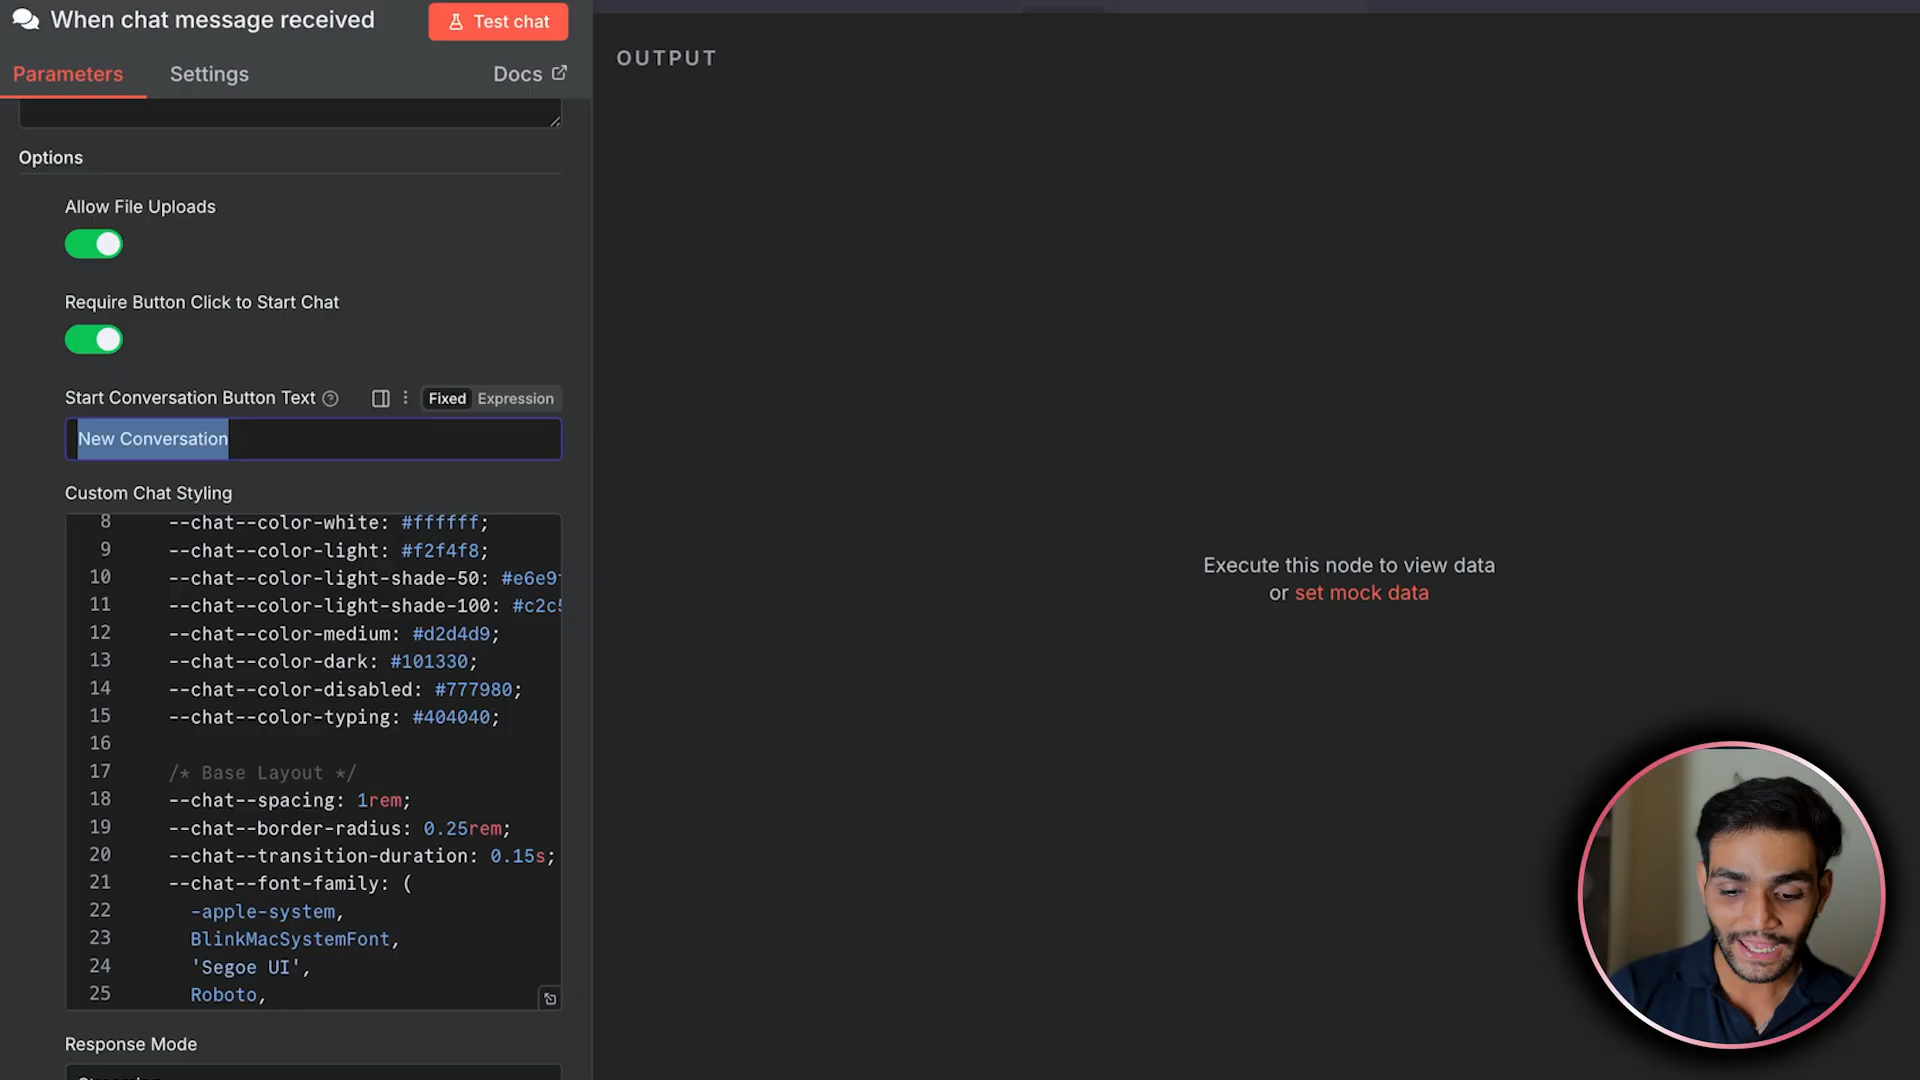 When chat message received
Test chat
Parameters
Settings
Docs
OUTPUT
Options
Allow File Uploads
Require Button Click to Start Chat
Start Conversation Button Text
Fixed
Expression
New Conversation
Custom Chat Styling
8 --chat--color-white: #ffffff;
9 --chat--color-light: #f2f4f8;
10 --chat--color-light-shade-50: #e6e9
11 --chat--color-light-shade-100: #c2c5
12 --chat--color-medium: #d2d4d9;
13 --chat--color-dark: #101330;
14 --chat--color-disabled: #777980;
15 --chat--color-typing: #404040;
16
17 /* Base Layout */
18 --chat--spacing: 1rem;
19 --chat--border-radius: 0.25rem;
20 --chat--transition-duration: 0.15s;
21 --chat--font-family: (
22 -apple-system,
23 BlinkMacSystemFont,
24 'Segoe UI',
25 Roboto,
Response Mode
Execute this node to view data
or set mock data